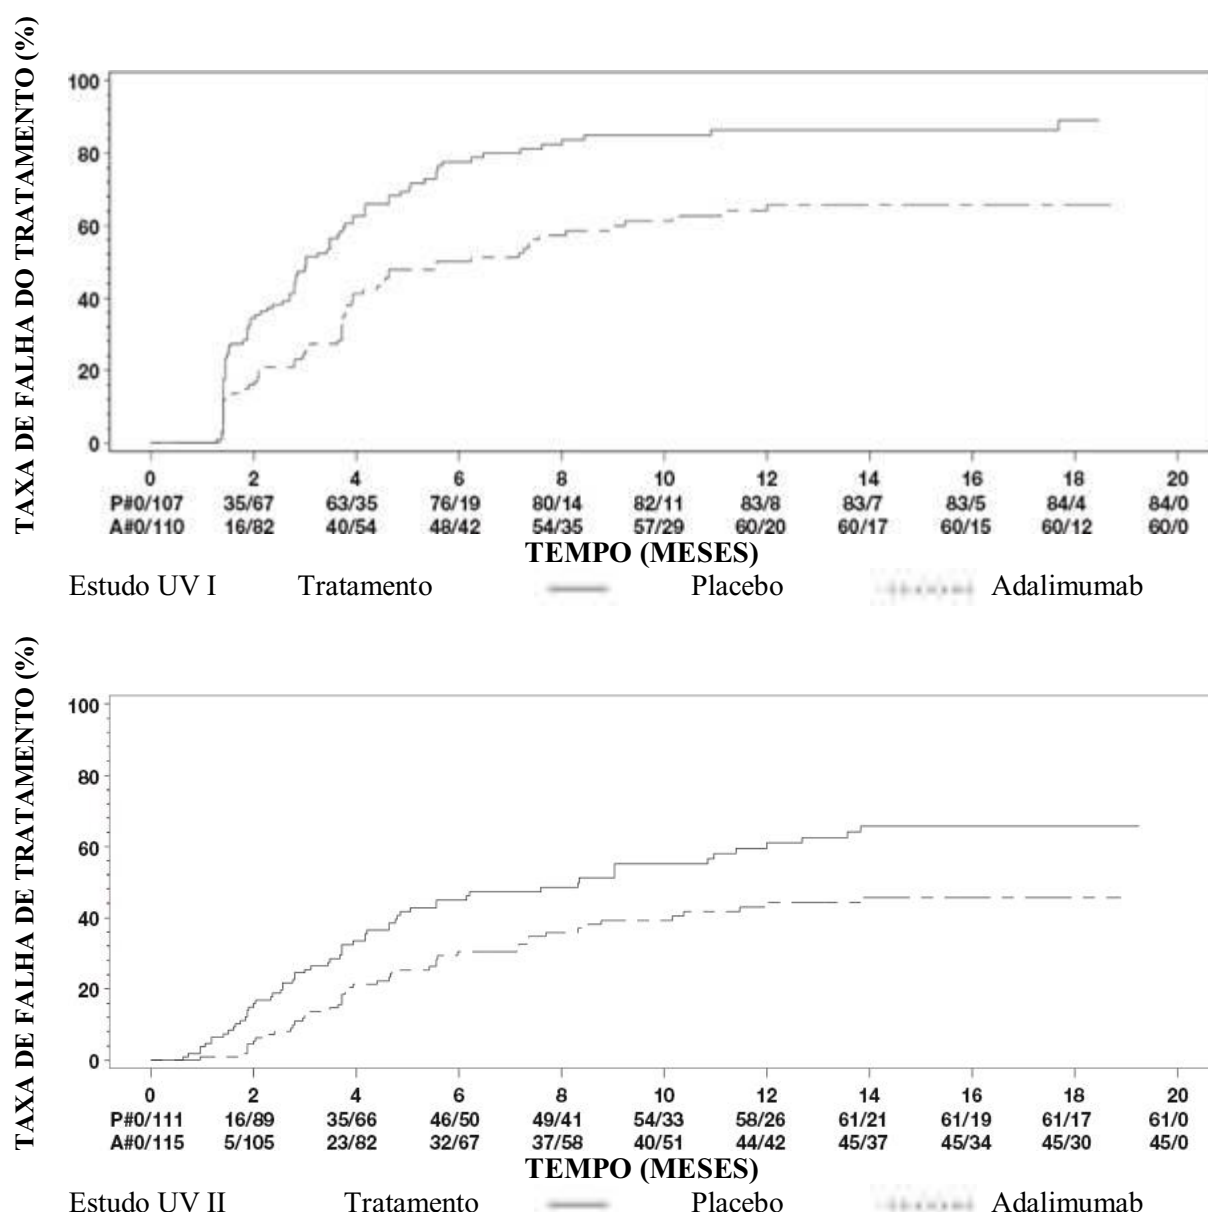 TAXA DE FALHA DO TRATAMENTO (%)
100
80
60
40
20
0
0 2 4 6 8 10 12 14 16 18 20
P#0/107 35/67 63/35 76/19 80/14 82/11 83/8 83/7 83/5 84/4 84/0
A#0/110 16/82 40/54 48/42 54/35 57/29 60/20 60/17 60/15 60/12 60/0
TEMPO (MESES)
Estudo UV I Tratamento Placebo Adalimumab
TAXA DE FALHA DE TRATAMENTO (%)
100
80
60
40
20
0
0 2 4 6 8 10 12 14 16 18 20
P#0/111 16/89 35/66 46/50 49/41 54/33 58/26 61/21 61/19 61/17 61/0
A#0/115 5/105 23/82 32/67 37/58 40/51 44/42 45/37 45/34 45/30 45/0
TEMPO (MESES)
Estudo UV II Tratamento Placebo Adalimumab